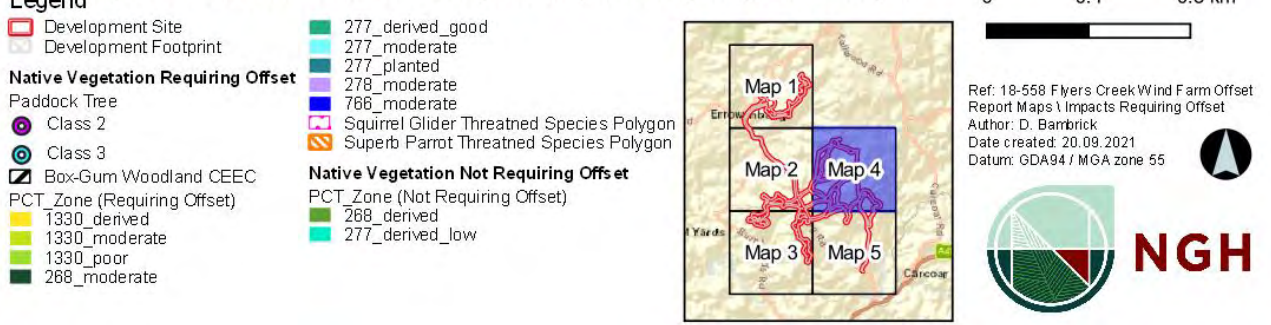 Legend
Development Site
Development Footprint
Native Vegetation Requiring Offset
Paddock Tree
Class 2
Class 3
Box-Gum Woodland CEEC
PCT_Zone (Requiring Offset)
1330_derived
1330_moderate
1330_poor
268_moderate
277_derived_good
277_moderate
277_planted
278_moderate
766_moderate
Squirrel Glider Threatned Species Polygon
Superb Parrot Threatned Species Polygon
Native Vegetation Not Requiring Offset
PCT_Zone (Not Requiring Offset)
268_derived
277_derived_low
Map 1
Map 2
Map 4
Map 3
Map 5
Carcoar
km
Ref: 18-558 Flyers Creek Wind Farm Offset
Report Maps \ Impacts Requiring Offset
Author: D. Bambrick
Date created: 20.09.2021
Datum: GDA94 / MGA zone 55
NGH